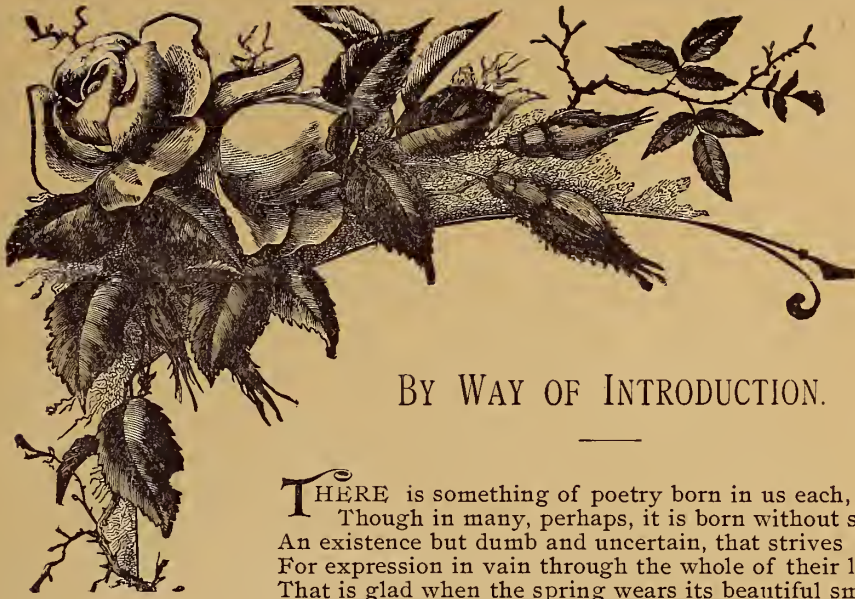 BY WAY OF INTRODUCTION.
THERE is something of poetry born in us each,
Though in many, perhaps, it is born without
An existence but dumb and uncertain, that strives
For expression in vain through the whole of their
That is glad when the spring wears its beautiful